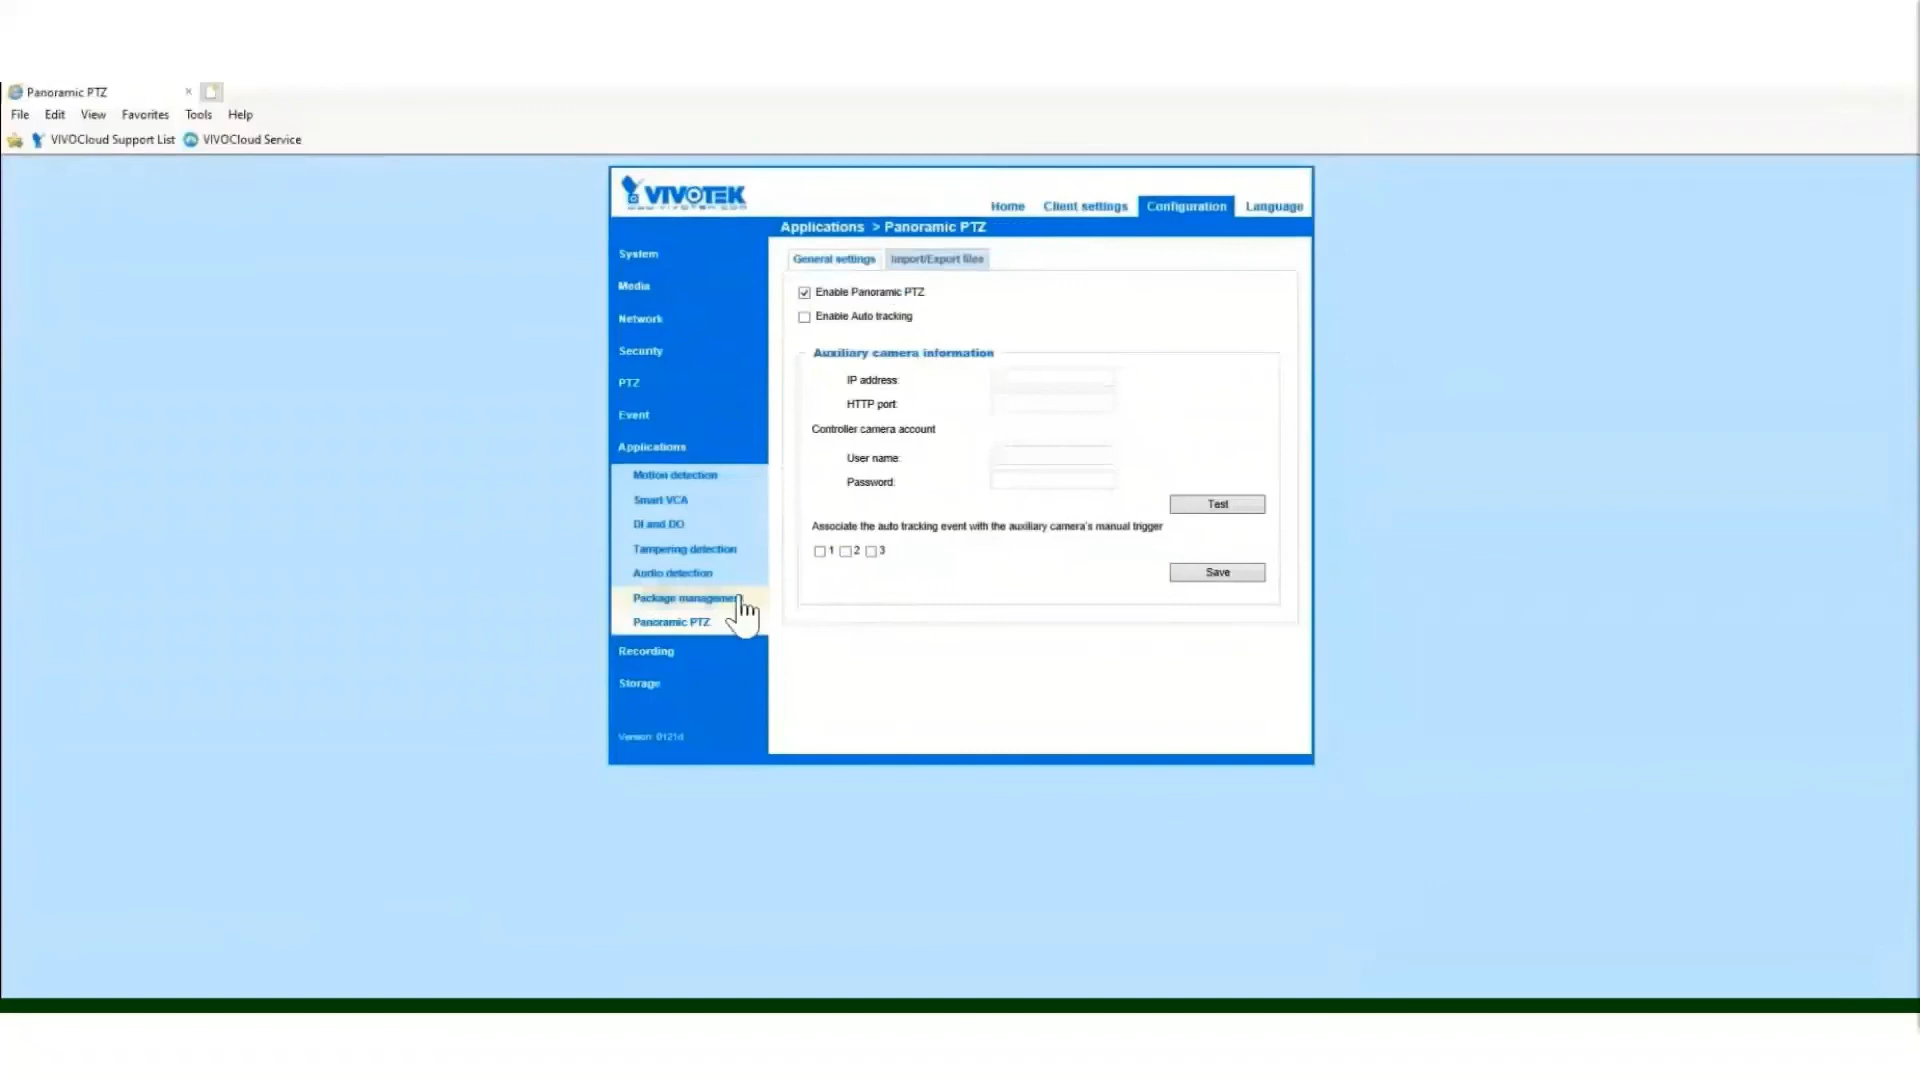 Panoramic PTZ
File Edit View Favorites Tools Help
VIVOCloud Support List VIVOCloud Service
VIVOTEK
Home Client settings Configuration Language
Applications > Panoramic PTZ
System
Media
Network
Security
PTZ
Event
Applications
Motion detection
Smart VCA
DI and DO
Tampering detection
Audio detection
Package management
Panoramic PTZ
Recording
Storage
Version: 0121d
General settings Import/Export files
Enable Panoramic PTZ
Enable Auto tracking
Auxiliary camera information
IP address:
HTTP port:
Controller camera account
User name:
Password:
Test
Associate the auto tracking event with the auxiliary camera's manual trigger
1 2 3
Save